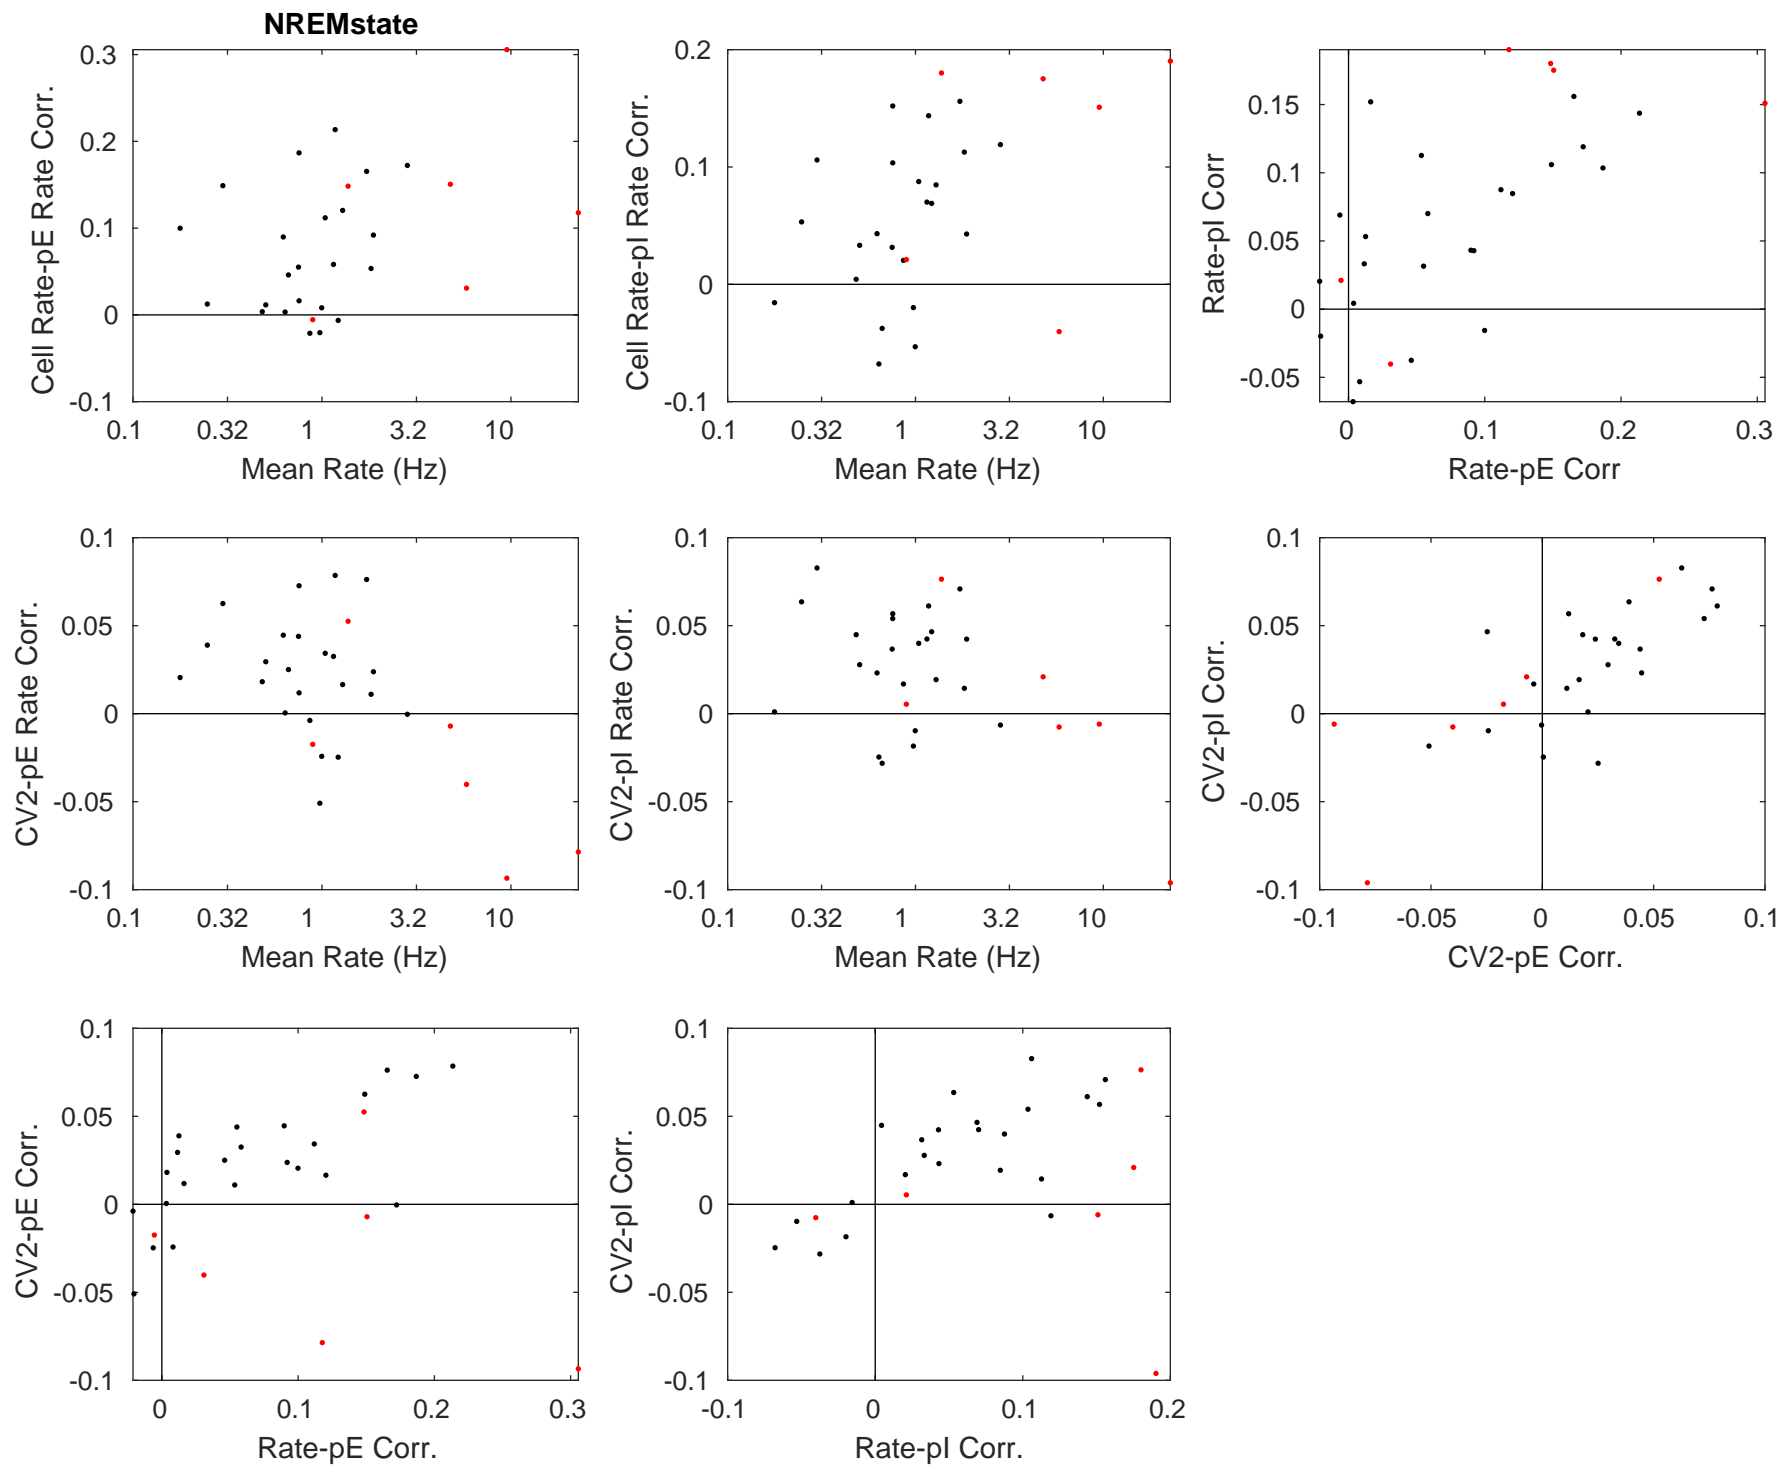 NREMstate
0.3
0.2
0.1
0
-0.1
Cell Rate-pE Rate Corr.
0.1 0.32 1 3.2 10
Mean Rate (Hz)
0.2
0.1
0
-0.1
Cell Rate-pI Rate Corr.
0.1 0.32 1 3.2 10
Mean Rate (Hz)
0.15
0.1
0.05
0
-0.05
Rate-pI Corr
0 0.1 0.2 0.3
Rate-pE Corr
0.1
0.05
0
-0.05
-0.1
CV2-pE Rate Corr.
0.1 0.32 1 3.2 10
Mean Rate (Hz)
0.1
0.05
0
-0.05
-0.1
CV2-pI Rate Corr.
0.1 0.32 1 3.2 10
Mean Rate (Hz)
0.1
0.05
0
-0.05
-0.1
CV2-pI Corr.
-0.1 -0.05 0 0.05 0.1
CV2-pE Corr.
0.1
0.05
0
-0.05
-0.1
CV2-pE Corr.
0 0.1 0.2 0.3
Rate-pE Corr.
0.1
0.05
0
-0.05
-0.1
CV2-pI Corr.
-0.1 0 0.1 0.2
Rate-pI Corr.